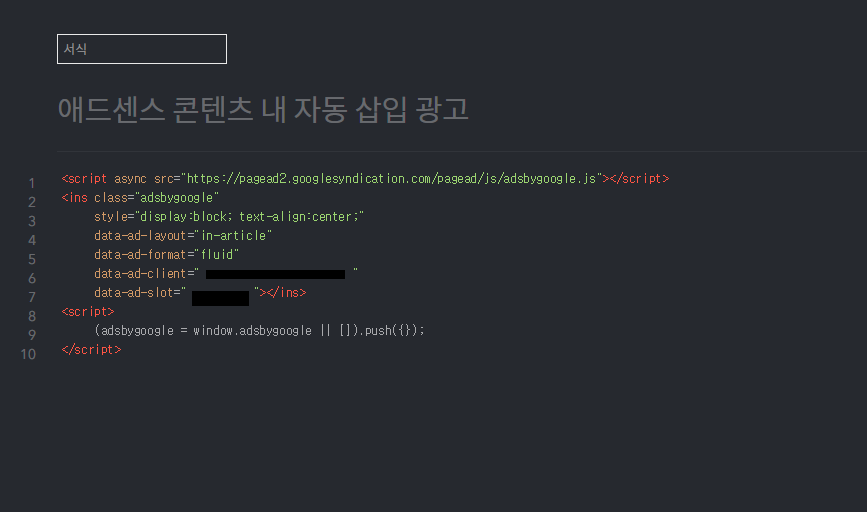 서식
애드센스 콘텐츠 내 자동 삽입 광고
1 <script async src="https://pagead2.googlesyndication.com/pagead/js/adsbygoogle.js"></script>
2 <ins class="adsbygoogle"
3 style="display:block; text-align:center;"
4 data-ad-layout="in-article"
5 data-ad-format="fluid"
6 data-ad-client=" "
7 data-ad-slot=" "></ins>
8 <script>
9 (adsbygoogle = window.adsbygoogle || []).push({});
10 </script>